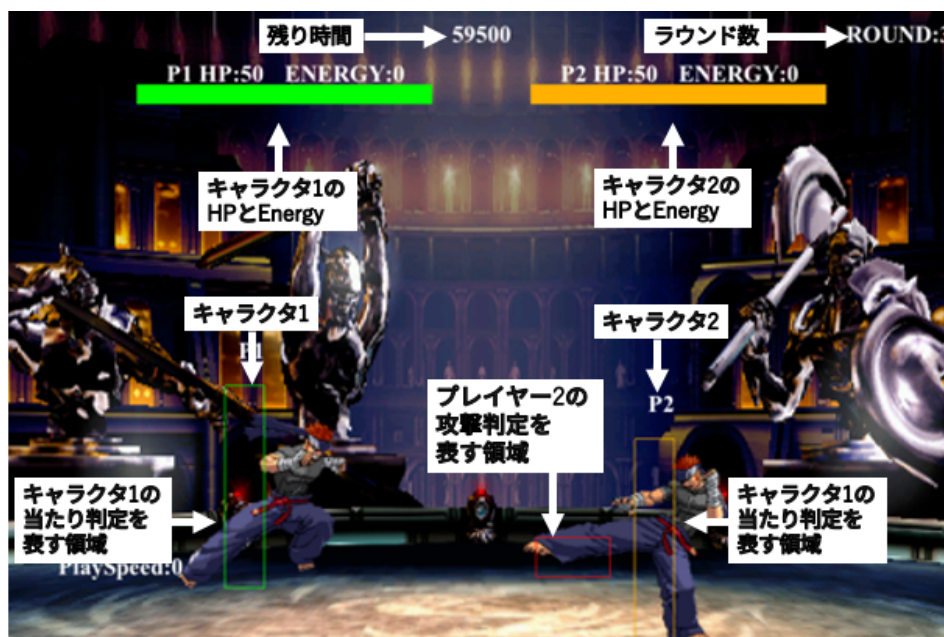 残り時間
59500
ラウンド数
ROUND:3
P1 HP:50 ENERGY:0
P2 HP:50 ENERGY:0
キャラクタ1の
HPとEnergy
キャラクタ2の
HPとEnergy
キャラクタ1
キャラクタ2
P1
P2
プレイヤー2の
攻撃判定を
表す領域
キャラクタ1の
当たり判定を
表す領域
キャラクタ1の
当たり判定を
表す領域
PlaySpeed:0